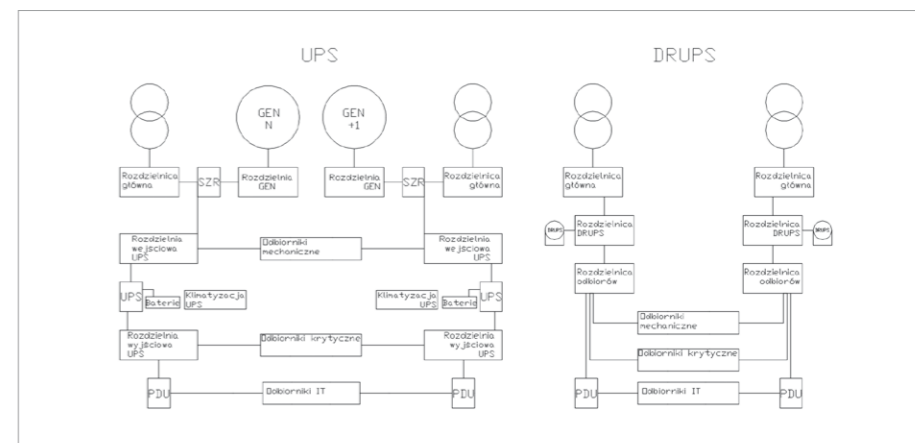 UPS
DRUPS
GEN
N
GEN
+1
Rozdzielnica
główna
SZR
Rozdzielnia
GEN
Rozdzielnia
GEN
SZR
Rozdzielnica
główna
Rozdzielnica
główna
Rozdzielnica
główna
DRUPS
Rozdzielnica
DRUPS
Rozdzielnica
DRUPS
DRUPS
Rozdzielnia
wejściowa
UPS
Odbiorniki
mechaniczne
Rozdzielnia
wejściowa
UPS
Rozdzielnica
odbiorów
Rozdzielnica
odbiorów
UPS
Baterie
Klimatyzacja
UPS
Klimatyzacja
UPS
Baterie
UPS
Odbiorniki
mechaniczne
Rozdzielnia
wyjściowa
UPS
Odbiorniki krytyczne
Rozdzielnia
wyjściowa
UPS
Odbiorniki krytyczne
PDU
Odbiorniki IT
PDU
PDU
Odbiorniki IT
PDU